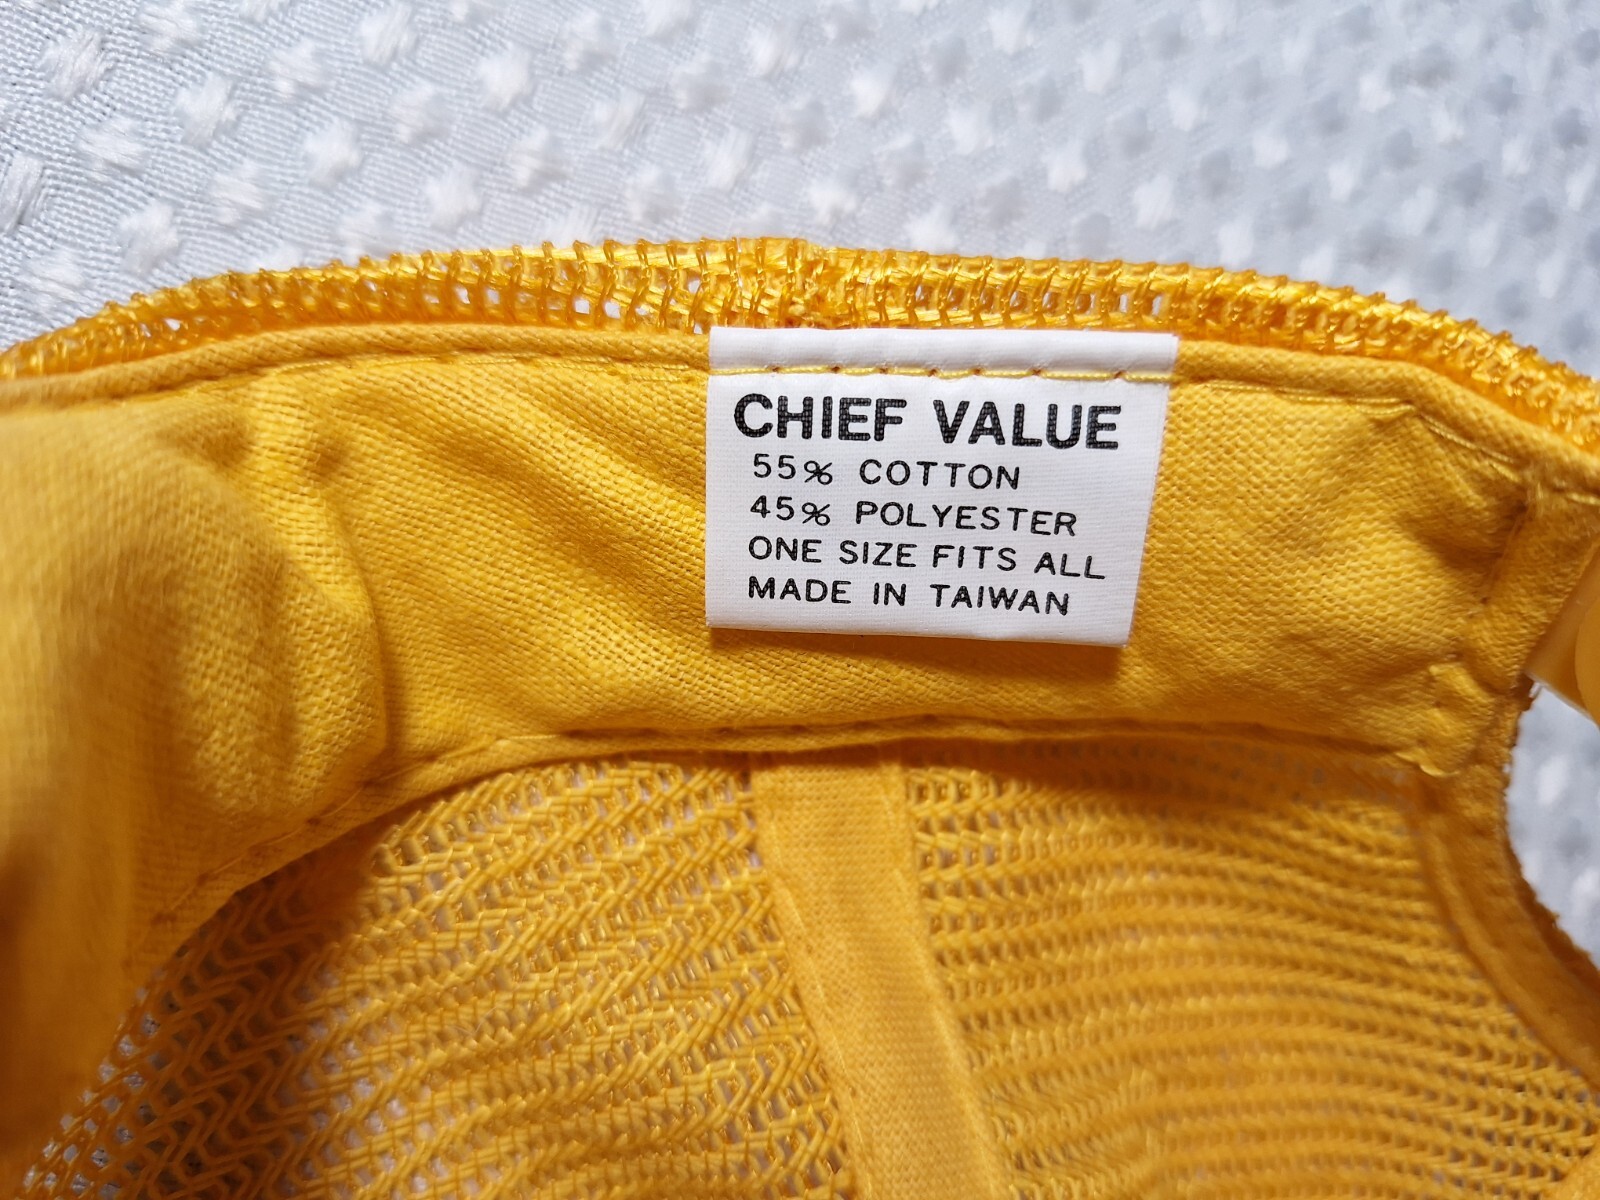 CHIEF VALUE
55% COTTON
45% POLYESTER
ONE SIZE FITS ALL
MADE IN TAIWAN